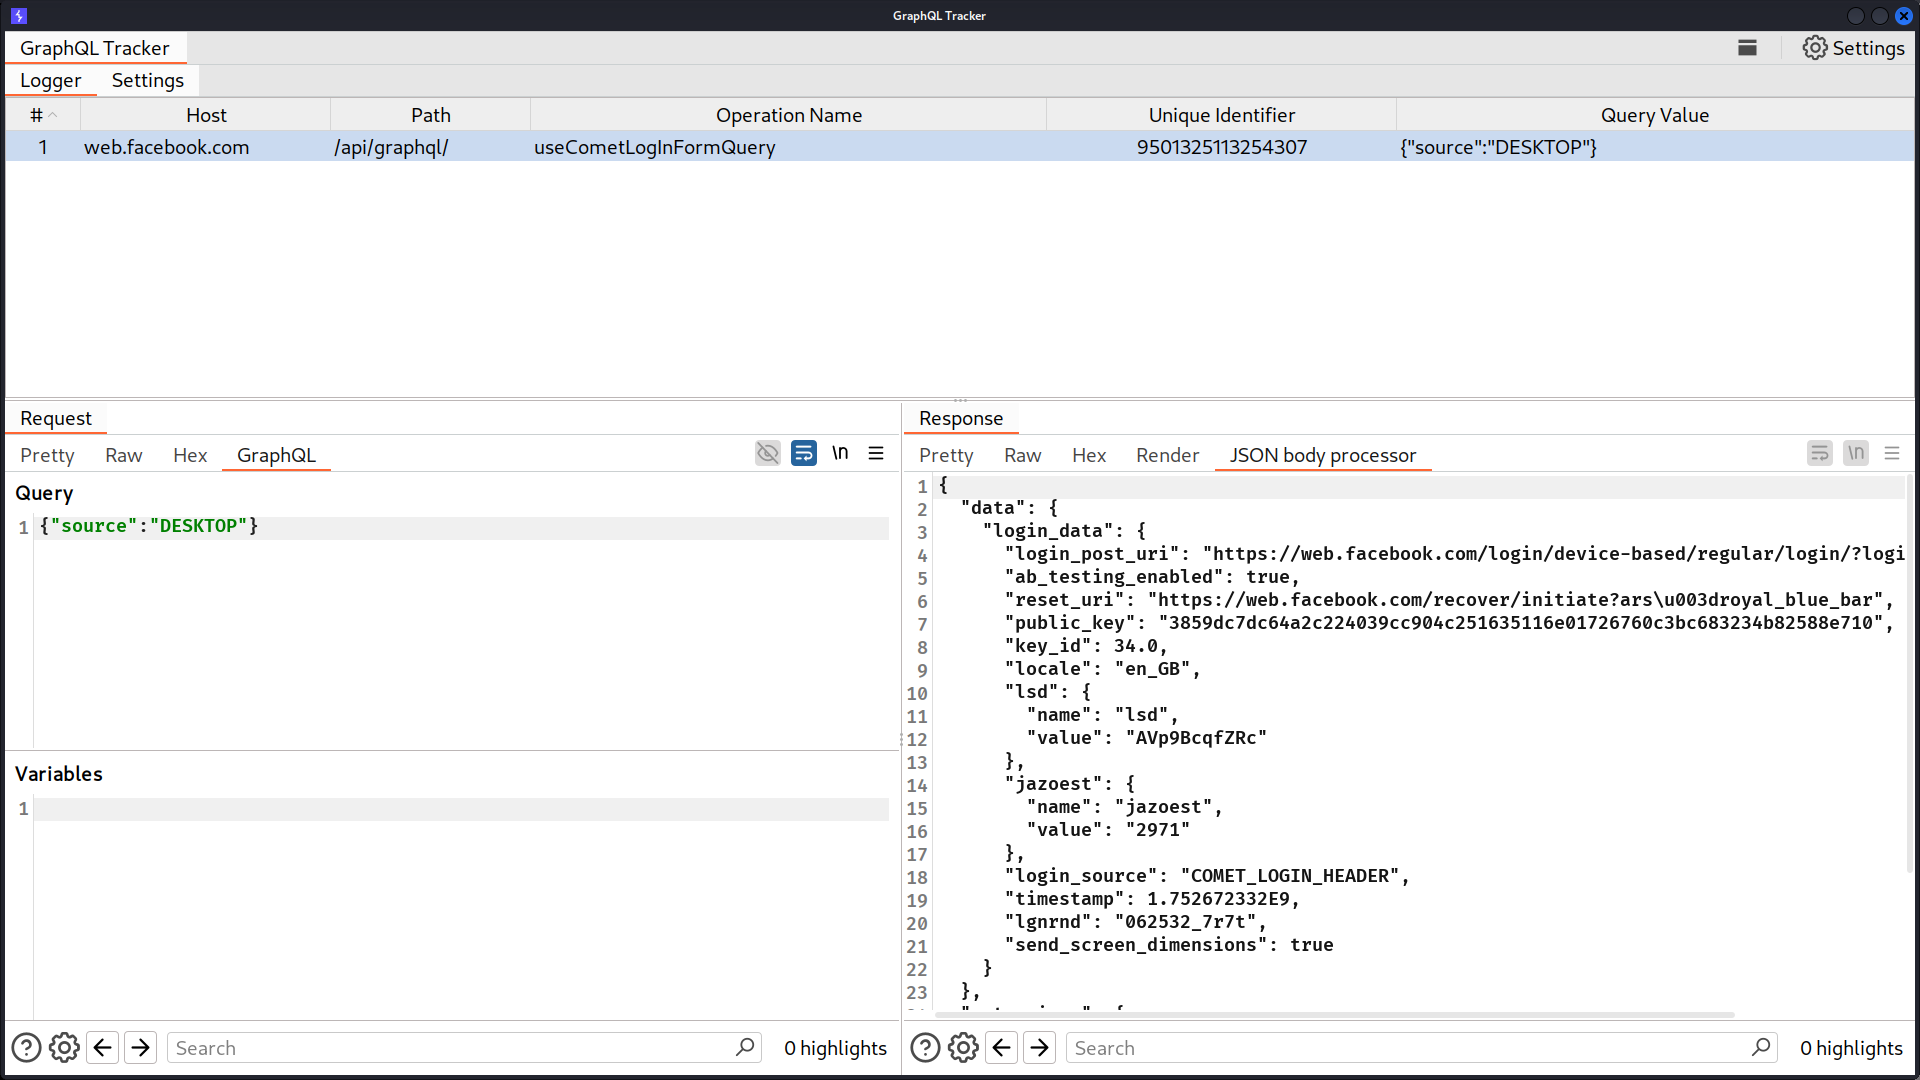 GraphQL Tracker
GraphQL Tracker
Settings
Logger Settings
# Host Path Operation Name Unique Identifier Query Value
1 web.facebook.com /api/graphql/ useCometLogInFormQuery 9501325113254307 {"source":"DESKTOP"}
Request
Pretty Raw Hex GraphQL \n
Query
1 {"source":"DESKTOP"}
Variables
1
Search 0 highlights
Response
Pretty Raw Hex Render JSON body processor \n
1 {
2 "data": {
3 "login_data": {
4 "login_post_uri": "https://web.facebook.com/login/device-based/regular/login/?logi
5 "ab_testing_enabled": true,
6 "reset_uri": "https://web.facebook.com/recover/initiate?ars\u003droyal_blue_bar",
7 "public_key": "3859dc7dc64a2c224039cc904c251635116e01726760c3bc683234b82588e710",
8 "key_id": 34.0,
9 "locale": "en_GB",
10 "lsd": {
11 "name": "lsd",
12 "value": "AVp9BcqfZRc"
13 },
14 "jazoest": {
15 "name": "jazoest",
16 "value": "2971"
17 },
18 "login_source": "COMET_LOGIN_HEADER",
19 "timestamp": 1.752672332E9,
20 "lgnrnd": "062532_7r7t",
21 "send_screen_dimensions": true
22 }
23 },
Search 0 highlights